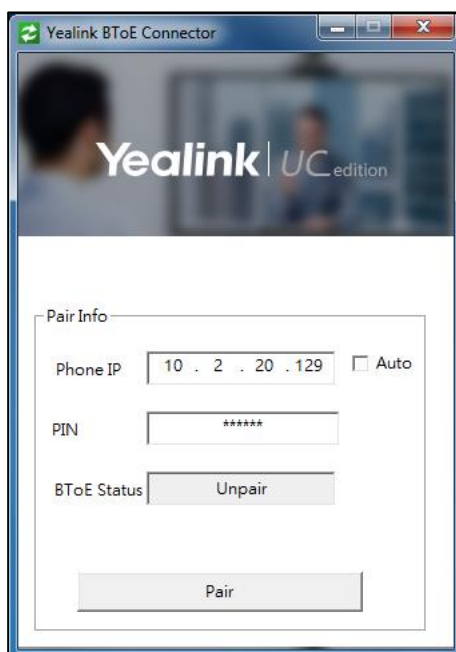 Yealink BToE Connector
Yealink | UC edition
Pair Info
Phone IP 10 . 2 . 20 . 129 Auto
PIN ******
BToE Status Unpair
Pair